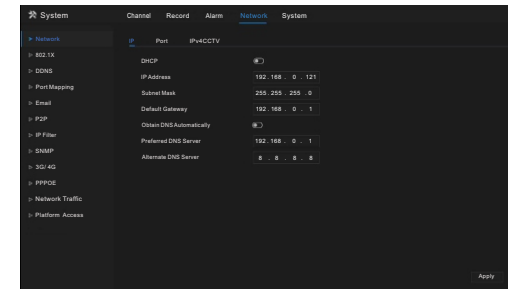 System
Channel Record Alarm Network System
Network
802.1X
DDNS
Port Mapping
Email
P2P
IP Filter
SNMP
3G/ 4G
PPPOE
Network Traffic
Platform Access
IP Port IPv4CCTV
DHCP
IP Address 192.168 . 0 . 121
Subnet Mask 255.255.255 .0
Default Gateway 192.168 . 0 . 1
Obtain DNS Automatically
Preferred DNS Server 192.168 . 0 . 1
Alternate DNS Server 8 . 8 . 8 . 8
Apply